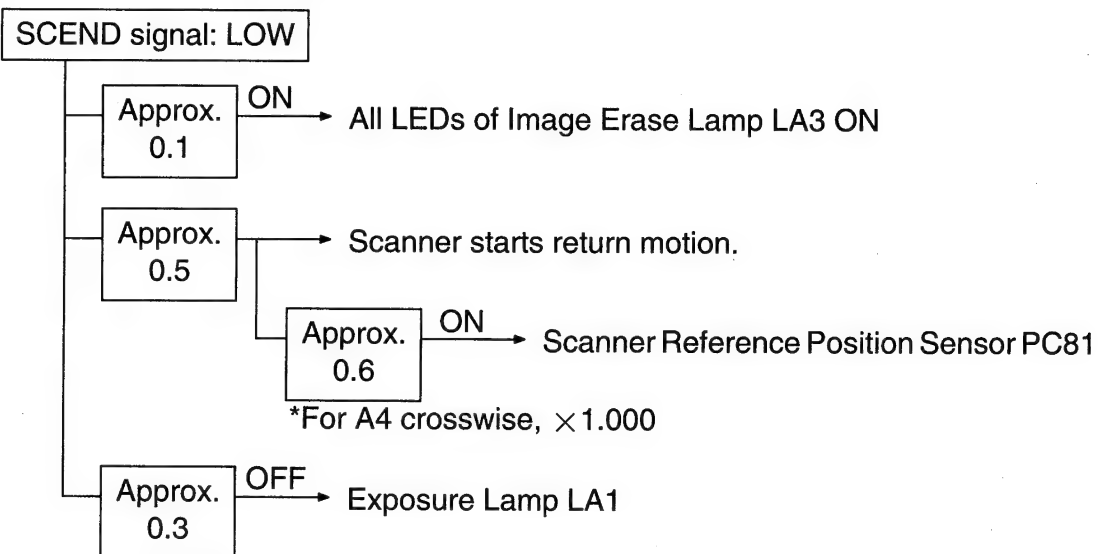 SCEND signal: LOW
Approx.
0.1
ON
All LEDs of Image Erase Lamp LA3 ON
Approx.
0.5
Scanner starts return motion.
Approx.
0.6
ON
Scanner Reference Position Sensor PC81
*For A4 crosswise, ×1.000
Approx.
0.3
OFF
Exposure Lamp LA1